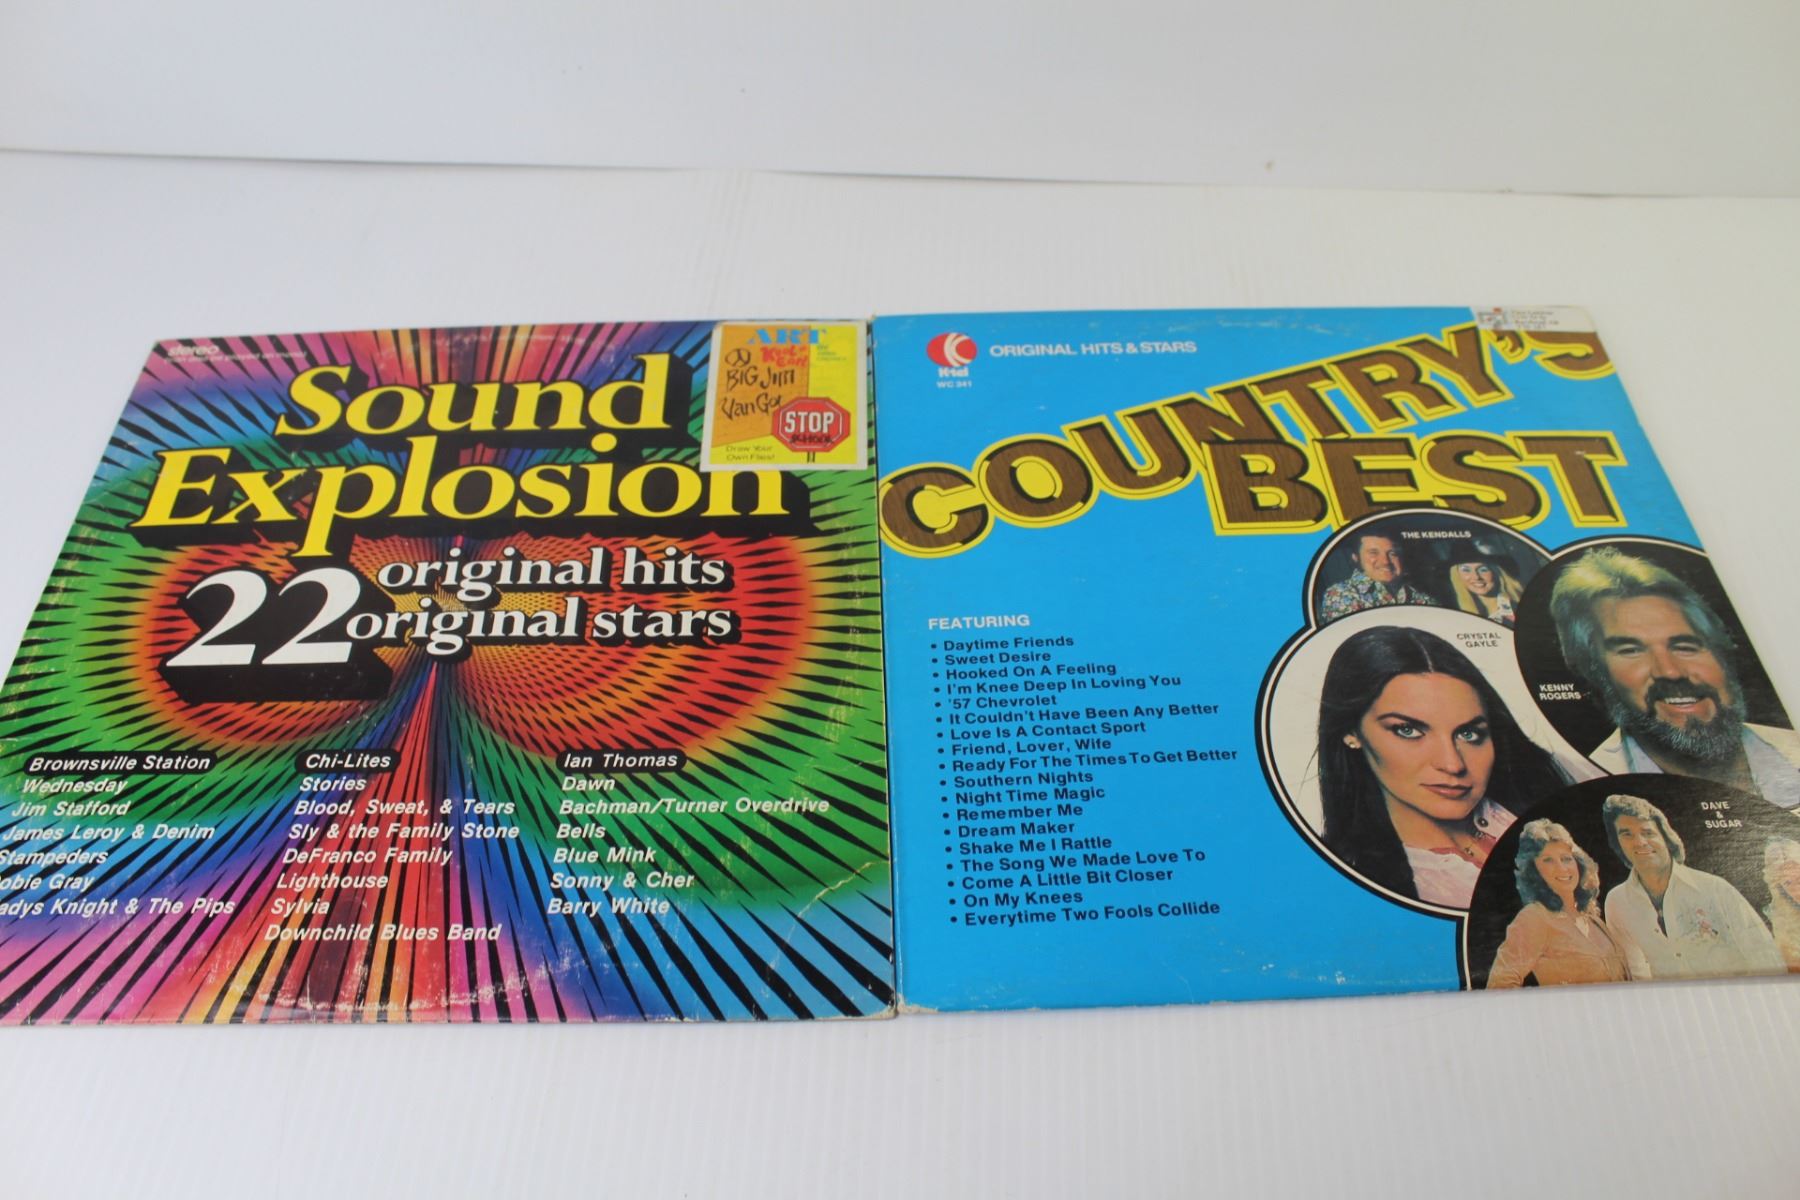 stereo
(can also be played on mono)
Sound
Explosion
22 original hits
original stars
ART
BIG Jim
Van Go
STOP
SCHOOL
Draw Your
Own Files!
Brownsville Station
Wednesday
Jim Stafford
James Leroy & Denim
Stampeders
obie Gray
adys Knight & The Pips
Chi-Lites
Stories
Blood, Sweat, & Tears
Sly & the Family Stone
DeFranco Family
Lighthouse
Sylvia
Downchild Blues Band
Ian Thomas
Dawn
Bachman/Turner Overdrive
Bells
Blue Mink
Sonny & Cher
Barry White
K-tel
WC 341
ORIGINAL HITS & STARS
COUNTRY'S
BEST
FEATURING
• Daytime Friends
• Sweet Desire
• Hooked On A Feeling
• I'm Knee Deep In Loving You
• '57 Chevrolet
• It Couldn't Have Been Any Better
• Love Is A Contact Sport
• Friend, Lover, Wife
• Ready For The Times To Get Better
• Southern Nights
• Night Time Magic
• Remember Me
• Dream Maker
• Shake Me I Rattle
• The Song We Made Love To
• Come A Little Bit Closer
• On My Knees
• Everytime Two Fools Collide
THE KENDALLS
CRYSTAL
GAYLE
KENNY
ROGERS
DAVE
&
SUGAR